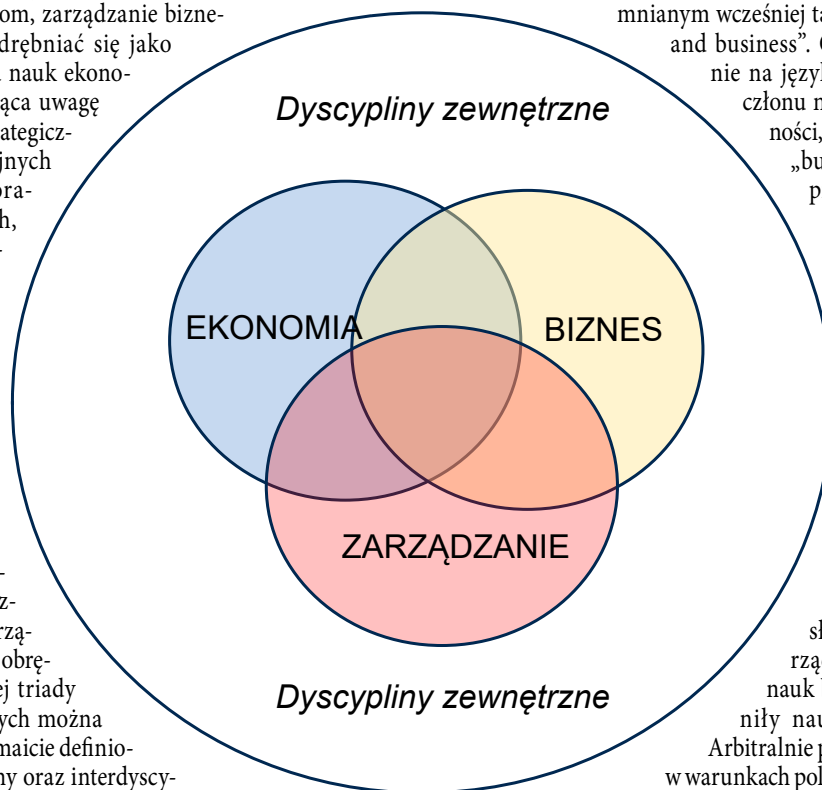 om, zarządzanie bizne-
drębniać się jako
nauk ekono-
ąca uwagę
ategicz-
jnych
ora-
h,
-
mnianym wcześniej ta
and business”.
nie na języ
członu
ności,
„bu
p
Dyscypliny zewnętrzne
EKONOMIA
BIZNES
ZARZĄDZANIE
Dyscypliny zewnętrzne
-
z-
rzą-
obrę-
ej triady
ych można
maicie definio-
ny oraz interdyscy-
sł
rzą
nauk
niły nau
Arbitralnie p
w warunkach pol